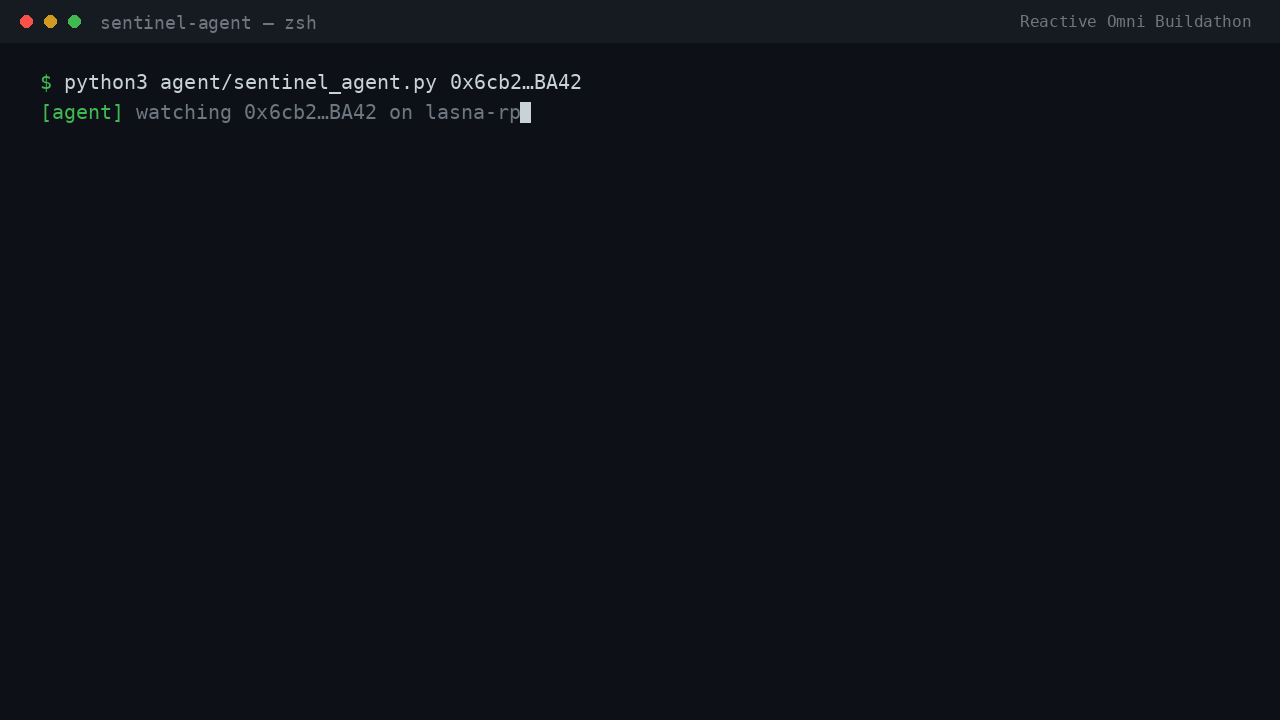 sentinel-agent — zsh
Reactive Omni Buildathon
$ python3 agent/sentinel_agent.py 0x6cb2…BA42
[agent] watching 0x6cb2…BA42 on lasna-rp